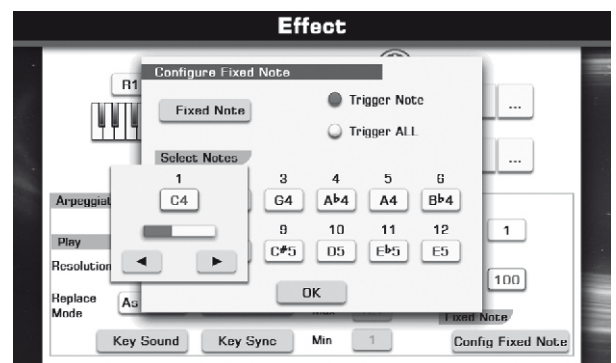 Effect
Configure Fixed Note
R1
Fixed Note
Trigger Note
...
Trigger ALL
...
Select Notes
1 3 4 5 6
C4 G4 A♭4 A4 B♭4
9 10 11 12
C#5 D5 E♭5 E5
1
Play
Resolution
100
OK
Replace
Mode
Fixed Note
Key Sound Key Sync Min 1 Config Fixed Note